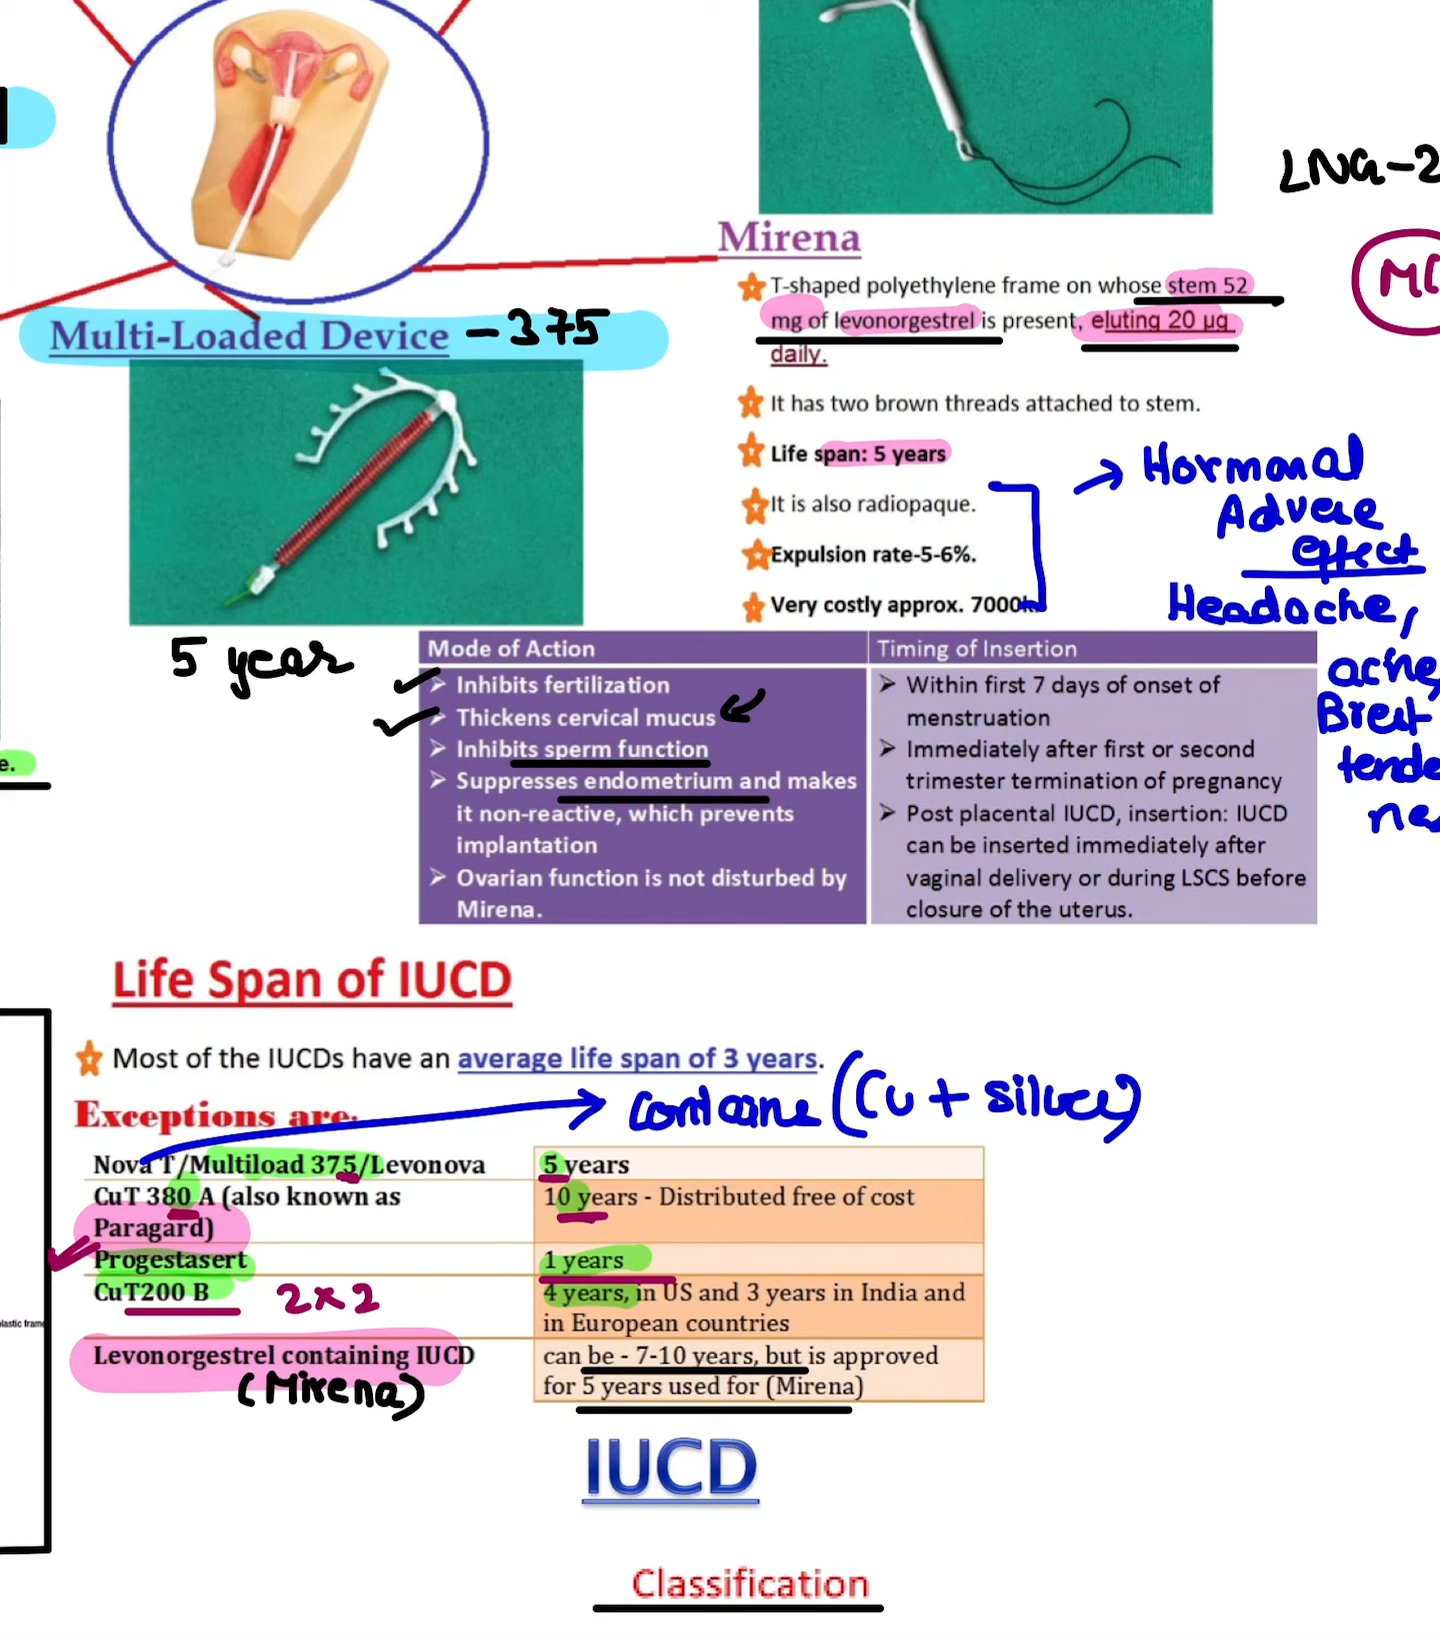 LNG-2
Mirena
T-shaped polyethylene frame on whose stem 52
mg of levonorgestrel is present, eluting 20 µg
daily.
It has two brown threads attached to stem.
Life span: 5 years
It is also radiopaque.
Expulsion rate-5-6%.
Very costly approx. 7000
Hormonal
Adverse
effect
Headache,
acne,
Brest
tende
nes
Multi-Loaded Device - 375
5 year
e.
Mode of Action
Inhibits fertilization
Thickens cervical mucus
Inhibits sperm function
Suppresses endometrium and makes
it non-reactive, which prevents
implantation
Ovarian function is not disturbed by
Mirena.
Timing of Insertion
Within first 7 days of onset of
menstruation
Immediately after first or second
trimester termination of pregnancy
Post placental IUCD, insertion: IUCD
can be inserted immediately after
vaginal delivery or during LSCS before
closure of the uterus.
Life Span of IUCD
Most of the IUCDs have an average life span of 3 years.
Exceptions are:
contains (Cu + silver)
Nova T/Multiload 375/Levonova
5 years
CuT 380 A (also known as
Paragard)
10 years - Distributed free of cost
Progestasert
1 years
CuT200 B 2x2
4 years, in US and 3 years in India and
in European countries
Levonorgestrel containing IUCD
(Mirena)
can be - 7-10 years, but is approved
for 5 years used for (Mirena)
plastic frame
IUCD
Classification